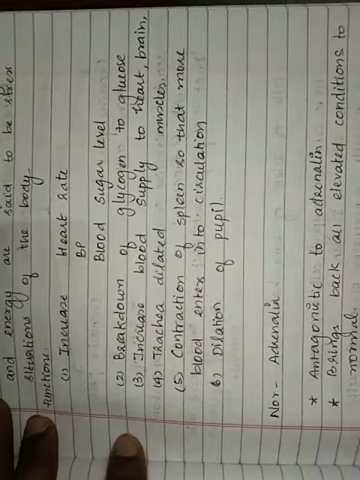 and energy are said to be stress
situations of the body
functions:
(1) Increase Heart rate
BP
Blood sugar level
(2) Breakdown of glycogen to glucose
(3) Increase blood supply to heart, brain,
muscles.
(4) Trachea dilated
(5) Contraction of spleen so that more
blood enter into circulation
6) Dilation of pupil.
Nor- Adrenalin
* Antagonatic to adrenalin
* Brings back all elevated conditions to
normal